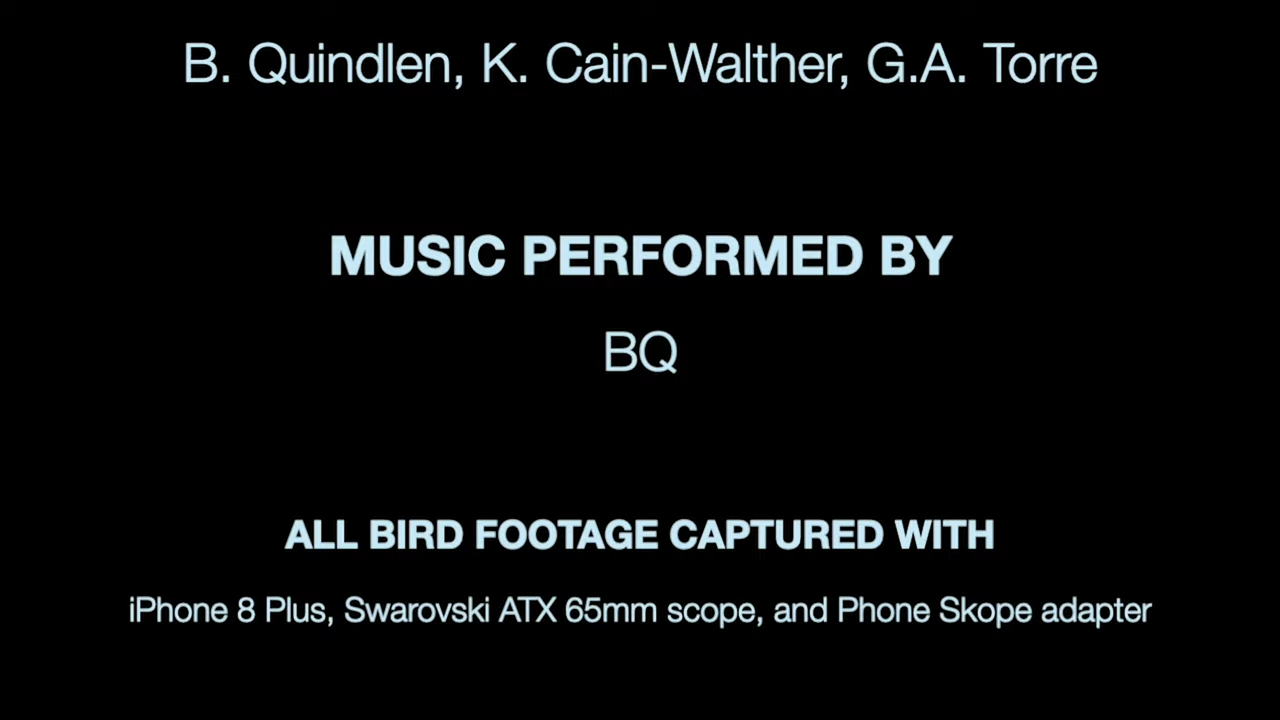 B. Quindlen, K. Cain-Walther, G.A. Torre
MUSIC PERFORMED BY
BQ
ALL BIRD FOOTAGE CAPTURED WITH
iPhone 8 Plus, Swarovski ATX 65mm scope, and Phone Skope adapter